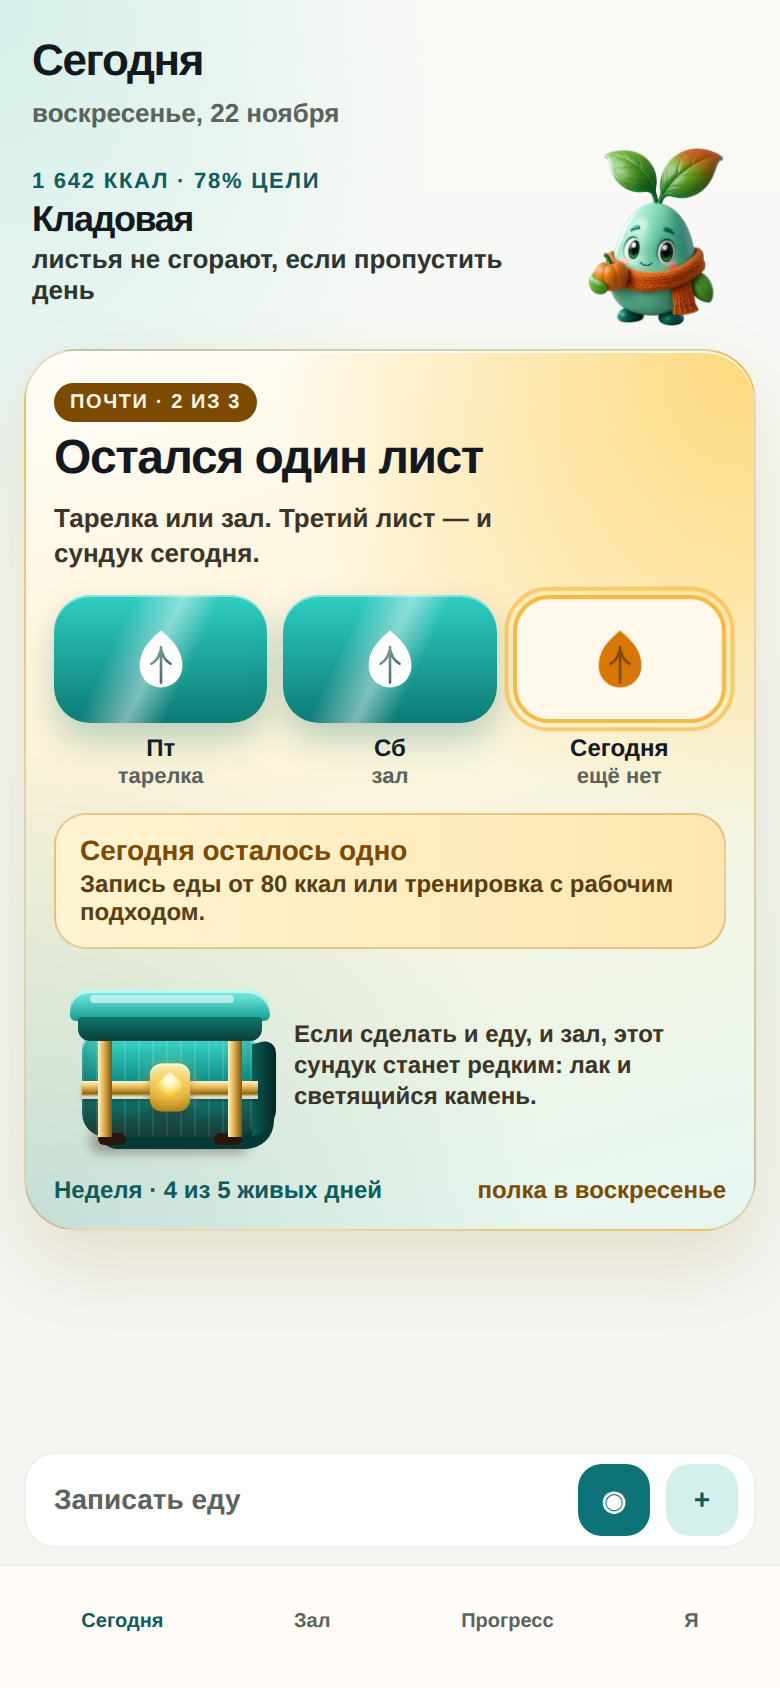 Сегодня
воскресенье, 22 ноября
1 642 ККАЛ · 78% ЦЕЛИ
Кладовая
листья не сгорают, если пропустить
день
ПОЧТИ · 2 ИЗ 3
Остался один лист
Тарелка или зал. Третий лист — и
сундук сегодня.
Пт
тарелка
Сб
зал
Сегодня
ещё нет
Сегодня осталось одно
Запись еды от 80 ккал или тренировка с рабочим
подходом.
Если сделать и еду, и зал, этот
сундук станет редким: лак и
светящийся камень.
Неделя · 4 из 5 живых дней
полка в воскресенье
Записать еду
+
Сегодня
Зал
Прогресс
Я